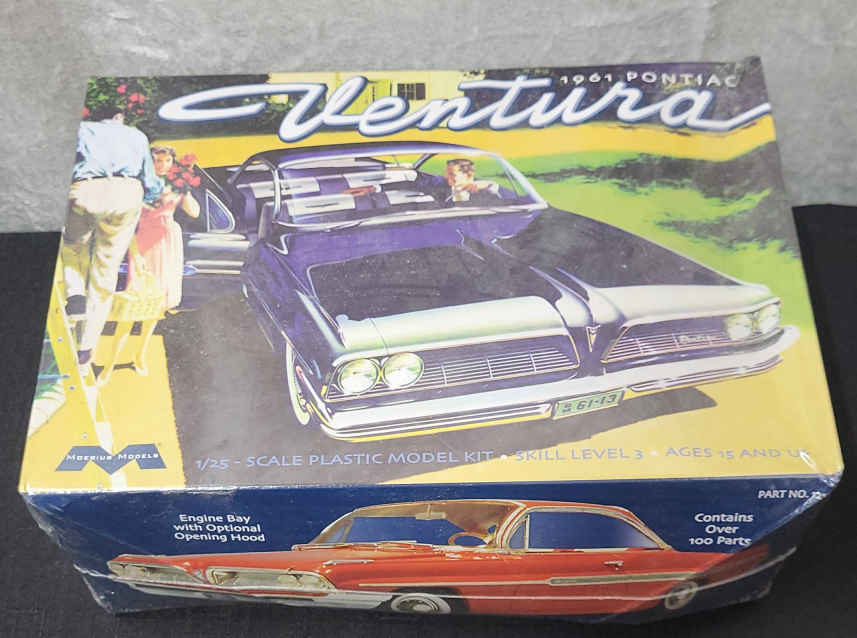 1961 PONTIAC
Ventura
61-13
MOEBIUS MODELS
1/25 - SCALE PLASTIC MODEL KIT • SKILL LEVEL 3 • AGES 15 AND UP
PART NO.
Engine Bay
with Optional
Opening Hood
Contains
Over
100 Parts